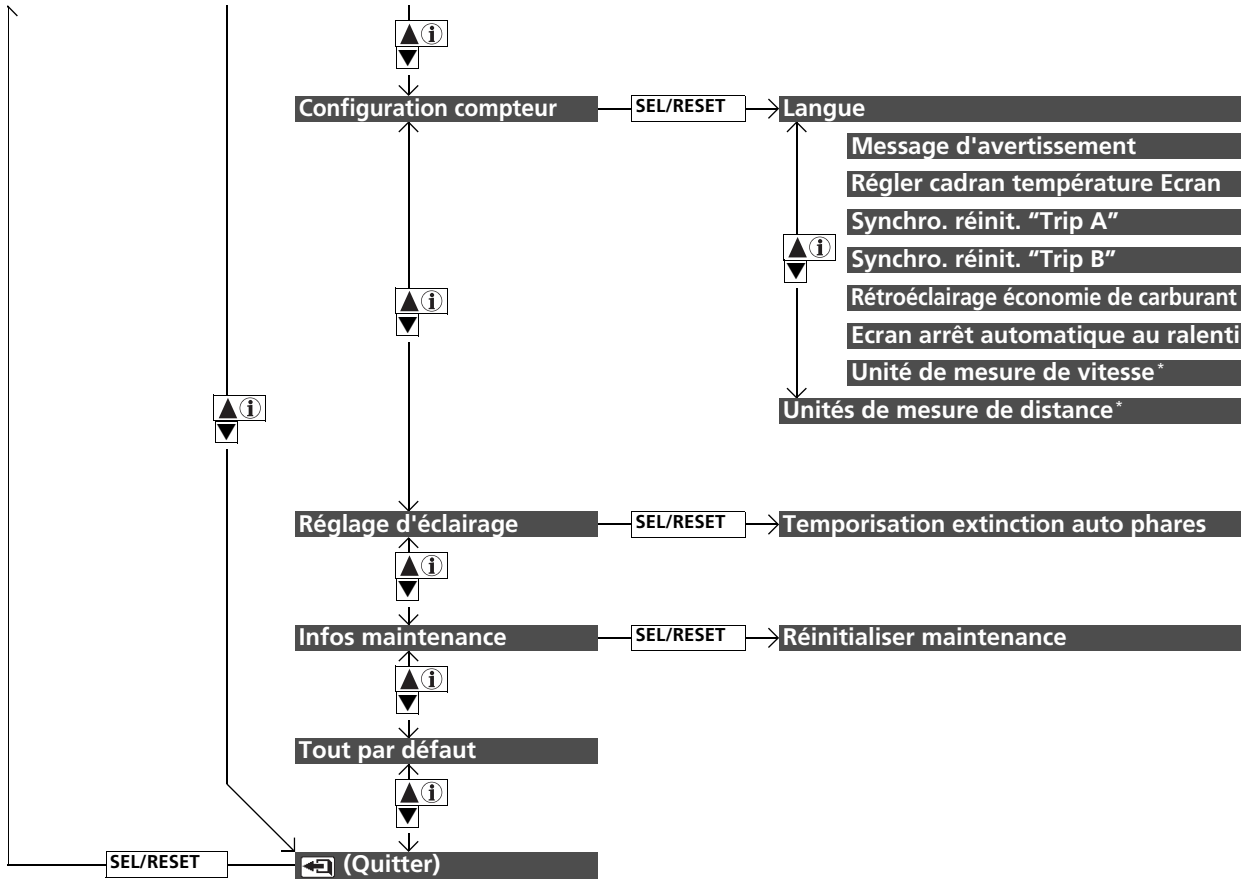 Configuration compteur SEL/RESET Langue
Message d'avertissement
Régler cadran température Ecran
Synchro. réinit. “Trip A”
Synchro. réinit. “Trip B”
Rétroéclairage économie de carburant
Ecran arrêt automatique au ralenti
Unité de mesure de vitesse*
Unités de mesure de distance*
Réglage d'éclairage SEL/RESET Temporisation extinction auto phares
Infos maintenance SEL/RESET Réinitialiser maintenance
Tout par défaut
SEL/RESET (Quitter)